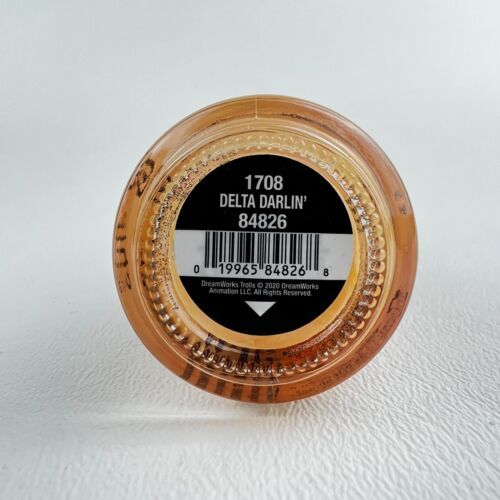 1708
DELTA DARLIN'
84826
0 19965 84826 8
DreamWorks Trolls © 2020 DreamWorks
Animation LLC. All Rights Reserved.